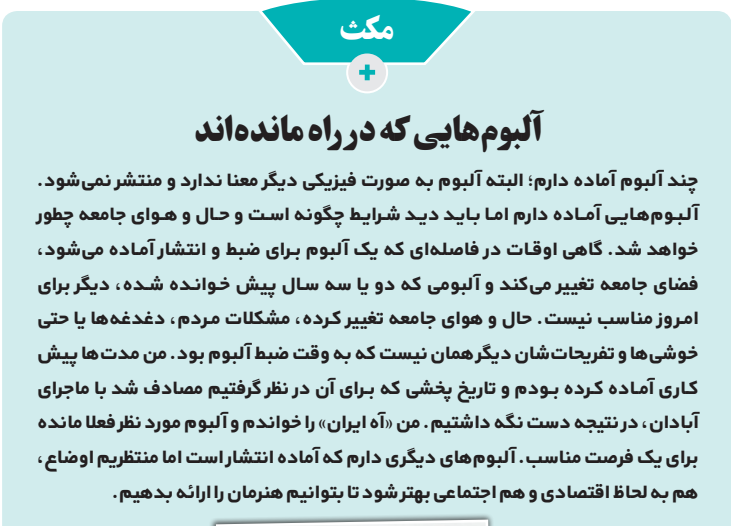 مکث
آلبوم‌هایی که در راه مانده‌اند
چند آلبوم آماده دارم؛ البته آلبوم به صورت فیزیکی دیگر معنا ندارد و منتشر نمی‌شود.
آلبوم‌هایی آماده دارم اما باید دید شرایط چگونه است و حال و هوای جامعه چطور
خواهد شد. گاهی اوقات در فاصله‌ای که یک آلبوم برای ضبط و انتشار آماده می‌شود،
فضای جامعه تغییر می‌کند و آلبومی که دو یا سه سال پیش خوانده شده، دیگر برای
امروز مناسب نیست. حال و هوای جامعه تغییر کرده، مشکلات مردم، دغدغه‌ها یا حتی
خوشی‌ها و تفریحات‌شان دیگر همان نیست که به وقت ضبط آلبوم بود. من مدت‌ها پیش
کاری آماده کرده بودم و تاریخ پخشی که برای آن در نظر گرفتیم مصادف شد با ماجرای
آبادان، در نتیجه دست نگه داشتیم. من «آه ایران» را خواندم و آلبوم مورد نظر فعلا مانده
برای یک فرصت مناسب. آلبوم‌های دیگری دارم که آماده انتشار است اما منتظریم اوضاع،
هم به لحاظ اقتصادی و هم اجتماعی بهتر شود تا بتوانیم هنرمان را ارائه بدهیم.